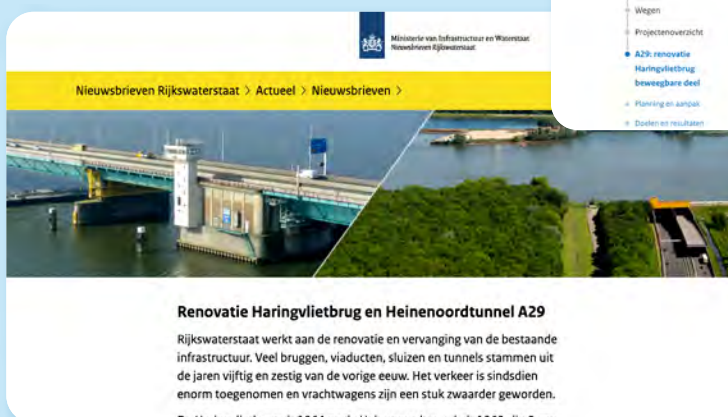 Ministerie van Infrastructuur en Waterstaat
Nieuwsbrieven Rijkswaterstaat
Nieuwsbrieven Rijkswaterstaat > Actueel > Nieuwsbrieven >
Wegen
Projectenoverzicht
A29: renovatie
Haringvlietbrug
beweegbare deel
Planning en aanpak
Doelen en resultaten
Renovatie Haringvlietbrug en Heinenoordtunnel A29
Rijkswaterstaat werkt aan de renovatie en vervanging van de bestaande
infrastructuur. Veel bruggen, viaducten, sluizen en tunnels stammen uit
de jaren vijftig en zestig van de vorige eeuw. Het verkeer is sindsdien
enorm toegenomen en vrachtwagens zijn een stuk zwaarder geworden.